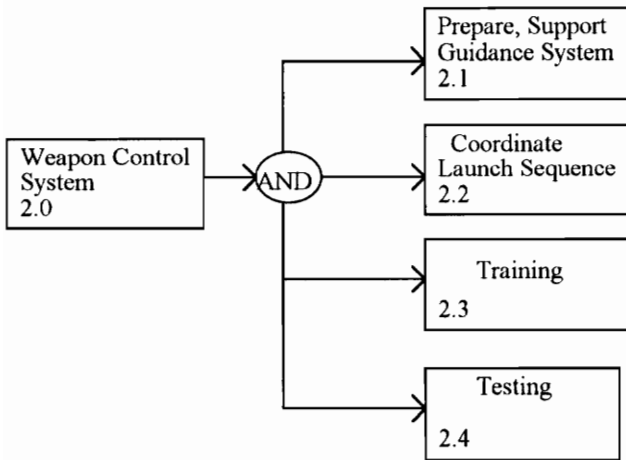 Prepare, Support
Guidance System
2.1
Weapon Control
System
2.0
AND
Coordinate
Launch Sequence
2.2
Training
2.3
Testing
2.4